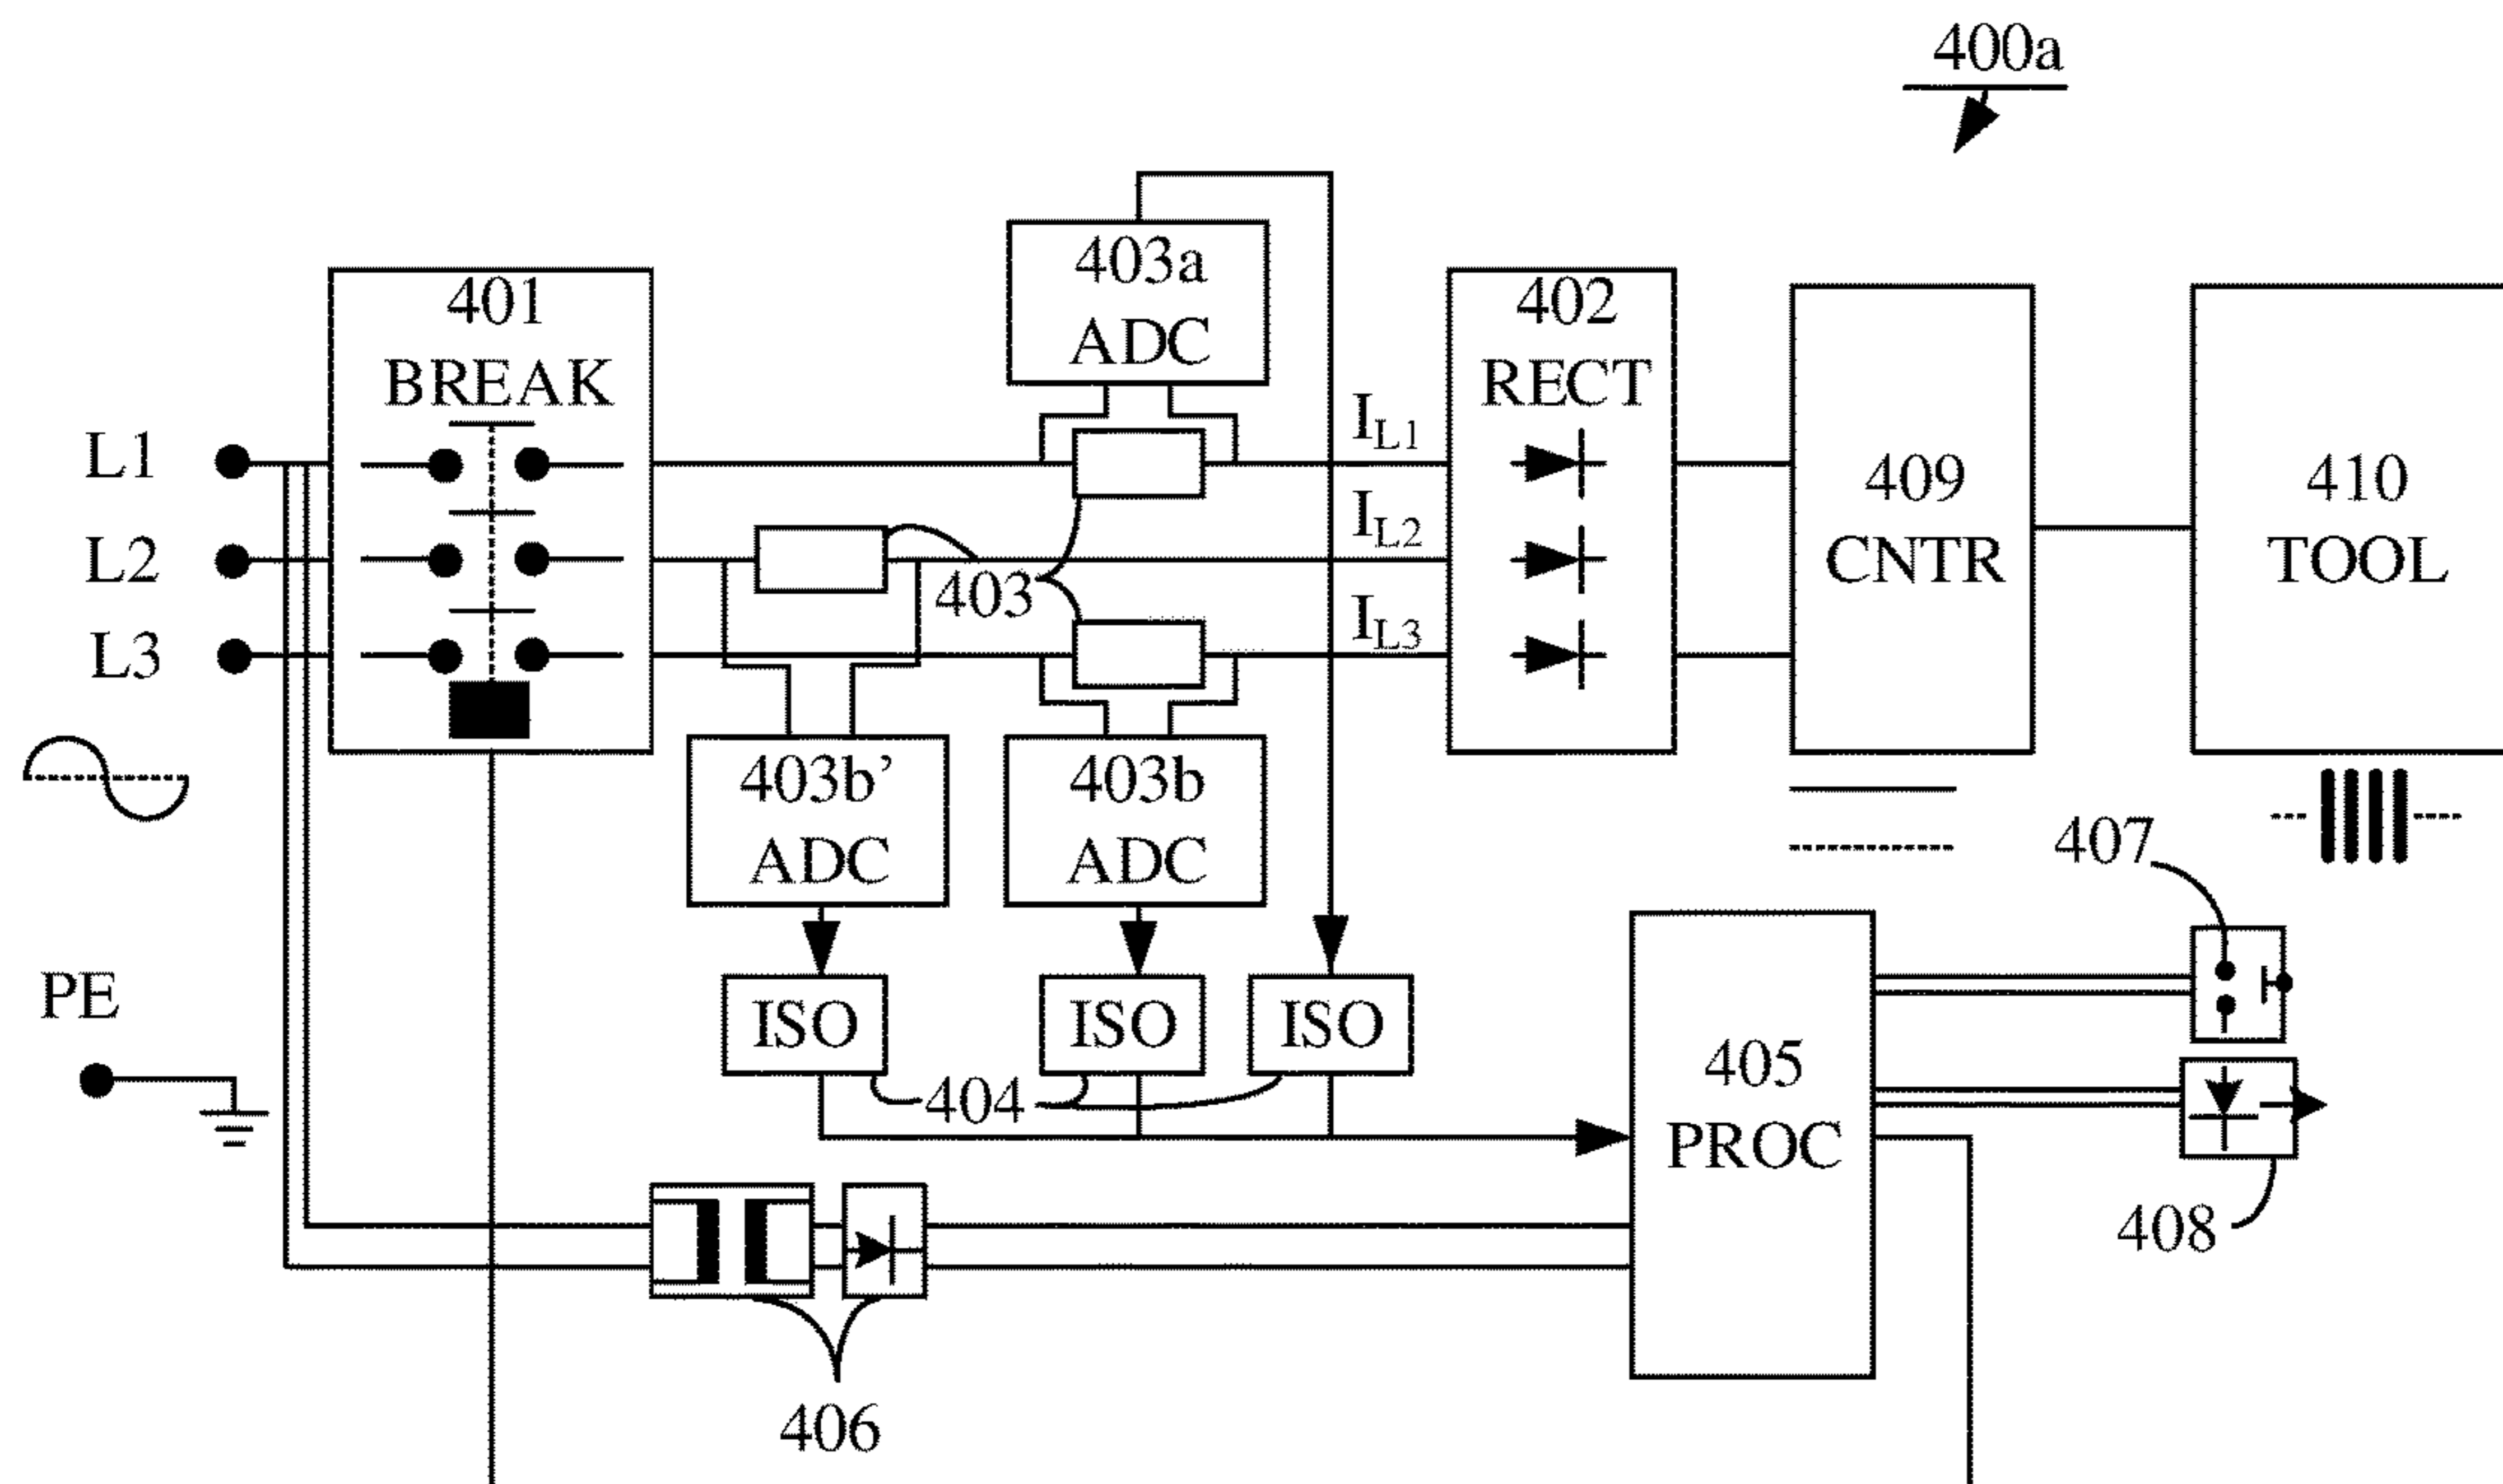 400a
403a
ADC
401
BREAK
402
RECT
409
CNTR
410
TOOL
L1
L2
L3
I_L1
I_L2
I_L3
403
403b’
ADC
403b
ADC
407
PE
ISO
ISO
ISO
404
405
PROC
408
406